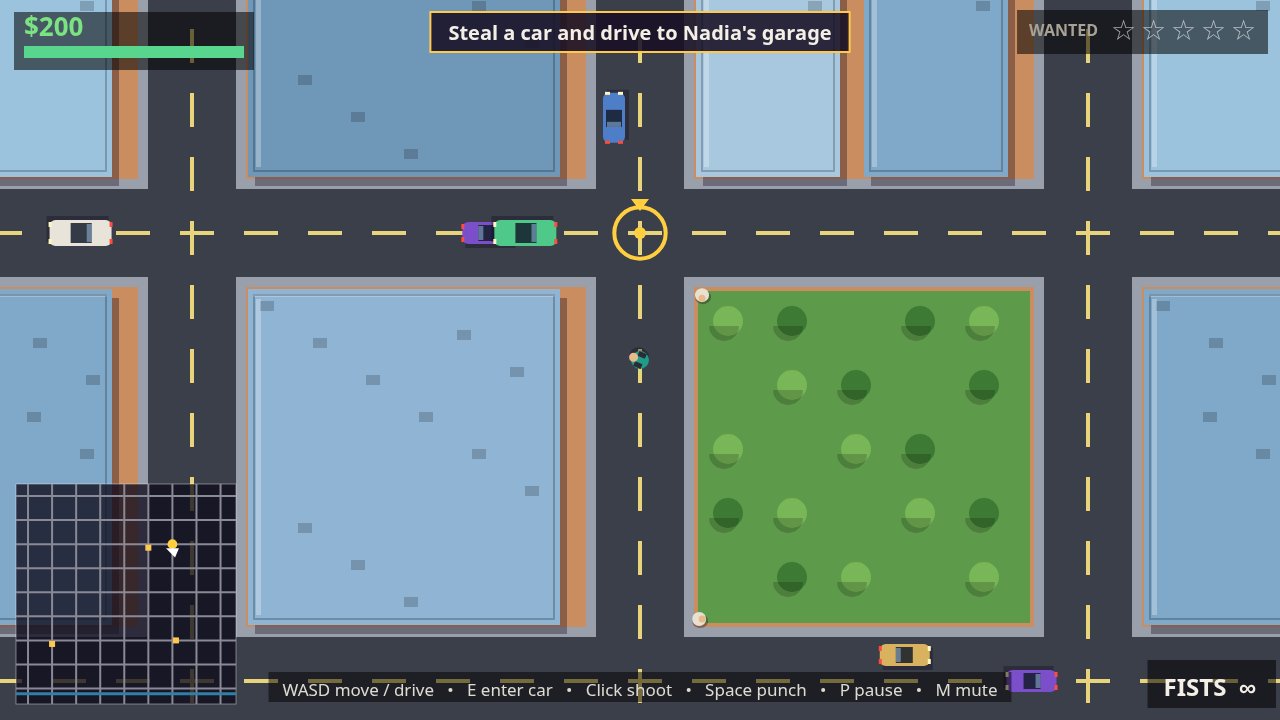 $200
Steal a car and drive to Nadia's garage
WANTED ☆ ☆ ☆ ☆ ☆
WASD move / drive • E enter car • Click shoot • Space punch • P pause • M mute
FISTS ∞